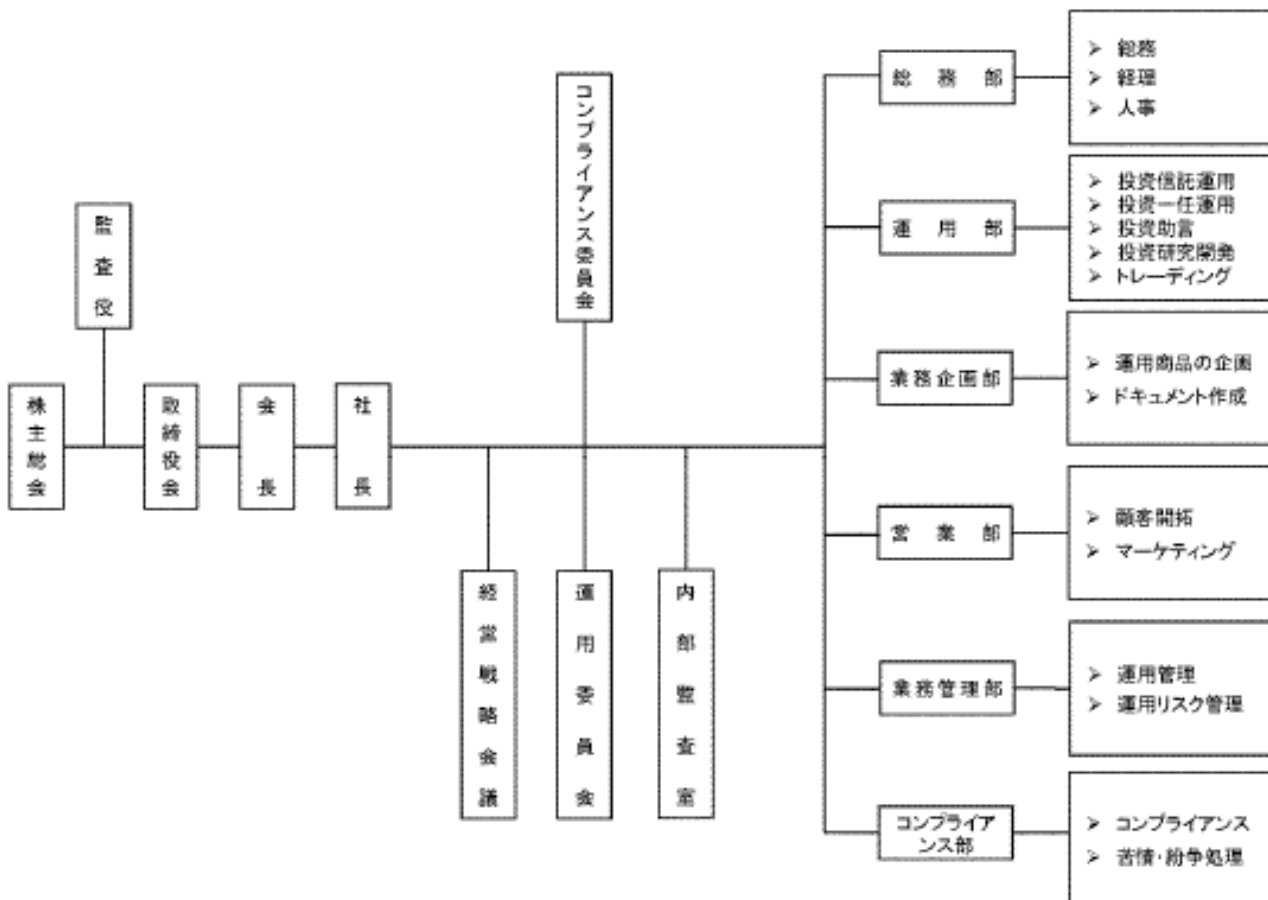 株主総会
監査役
取締役会
会長
社長
コンプライアンス委員会
経営戦略会議
運用委員会
内部監査室
総務部
➢ 総務
➢ 経理
➢ 人事
運用部
➢ 投資信託運用
➢ 投資一任運用
➢ 投資助言
➢ 投資研究開発
➢ トレーディング
業務企画部
➢ 運用商品の企画
➢ ドキュメント作成
営業部
➢ 顧客開拓
➢ マーケティング
業務管理部
➢ 運用管理
➢ 運用リスク管理
コンプライア
ンス部
➢ コンプライアンス
➢ 苦情・紛争処理